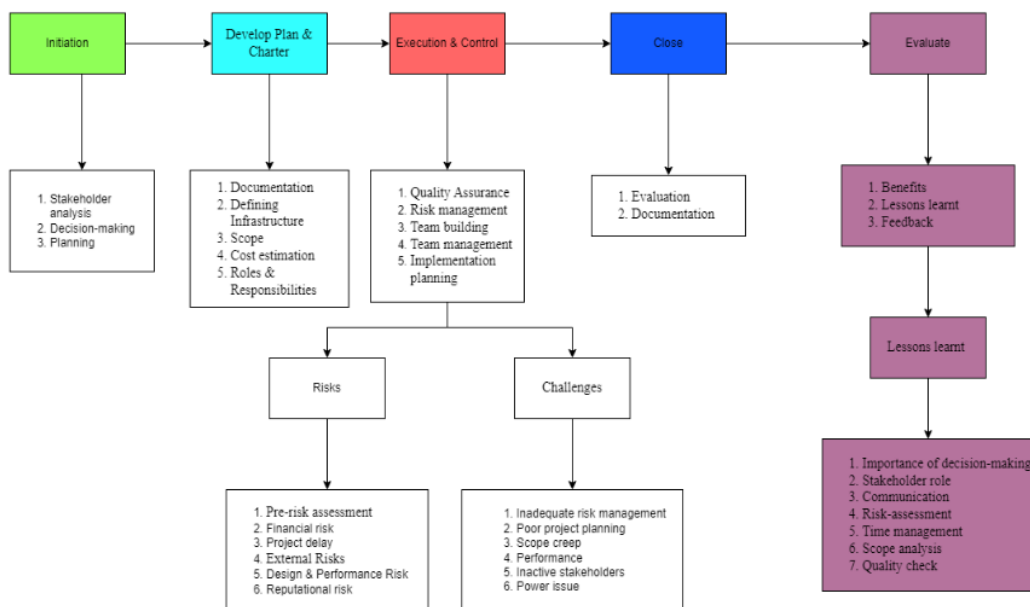 Initiation
Develop Plan &
Charter
Execution & Control
Close
Evaluate
1. Stakeholder
analysis
2. Decision-making
3. Planning
1. Documentation
2. Defining
Infrastructure
3. Scope
4. Cost estimation
5. Roles &
Responsibilities
1. Quality Assurance
2. Risk management
3. Team building
4. Team management
5. Implementation
planning
1. Evaluation
2. Documentation
1. Benefits
2. Lessons learnt
3. Feedback
Risks
Challenges
Lessons learnt
1. Pre-risk assessment
2. Financial risk
3. Project delay
4. External Risks
5. Design & Performance Risk
6. Reputational risk
1. Inadequate risk management
2. Poor project planning
3. Scope creep
4. Performance
5. Inactive stakeholders
6. Power issue
1. Importance of decision-making
2. Stakeholder role
3. Communication
4. Risk-assessment
5. Time management
6. Scope analysis
7. Quality check